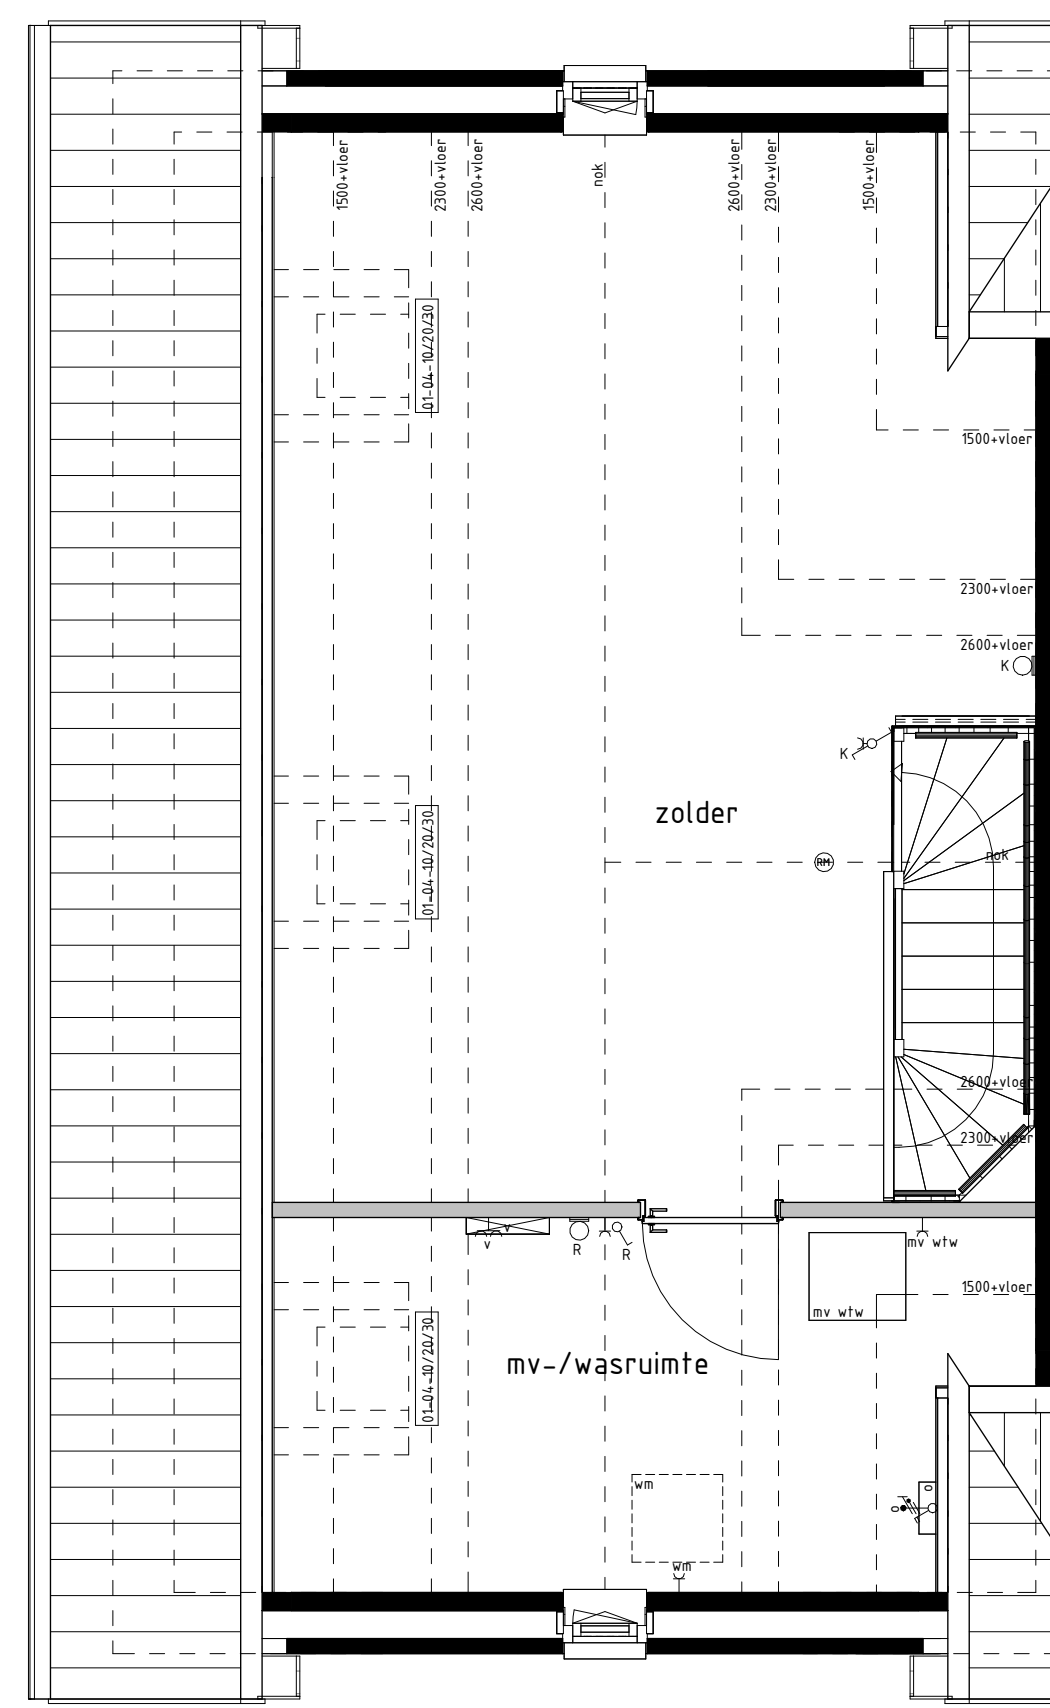 1500+vloer
2300+vloer
2600+vloer
nok
2600+vloer
2300+vloer
1500+vloer
01-04-10/20/30
1500+vloer
2300+vloer
2600+vloer
K
K
zolder
01-04-10/20/30
RM
nok
2600+vloer
2300+vloer
v
v
R
R
mv wtw
mv wtw
1500+vloer
01-04-10/20/30
mv-/wasruimte
wm
wm
o
o